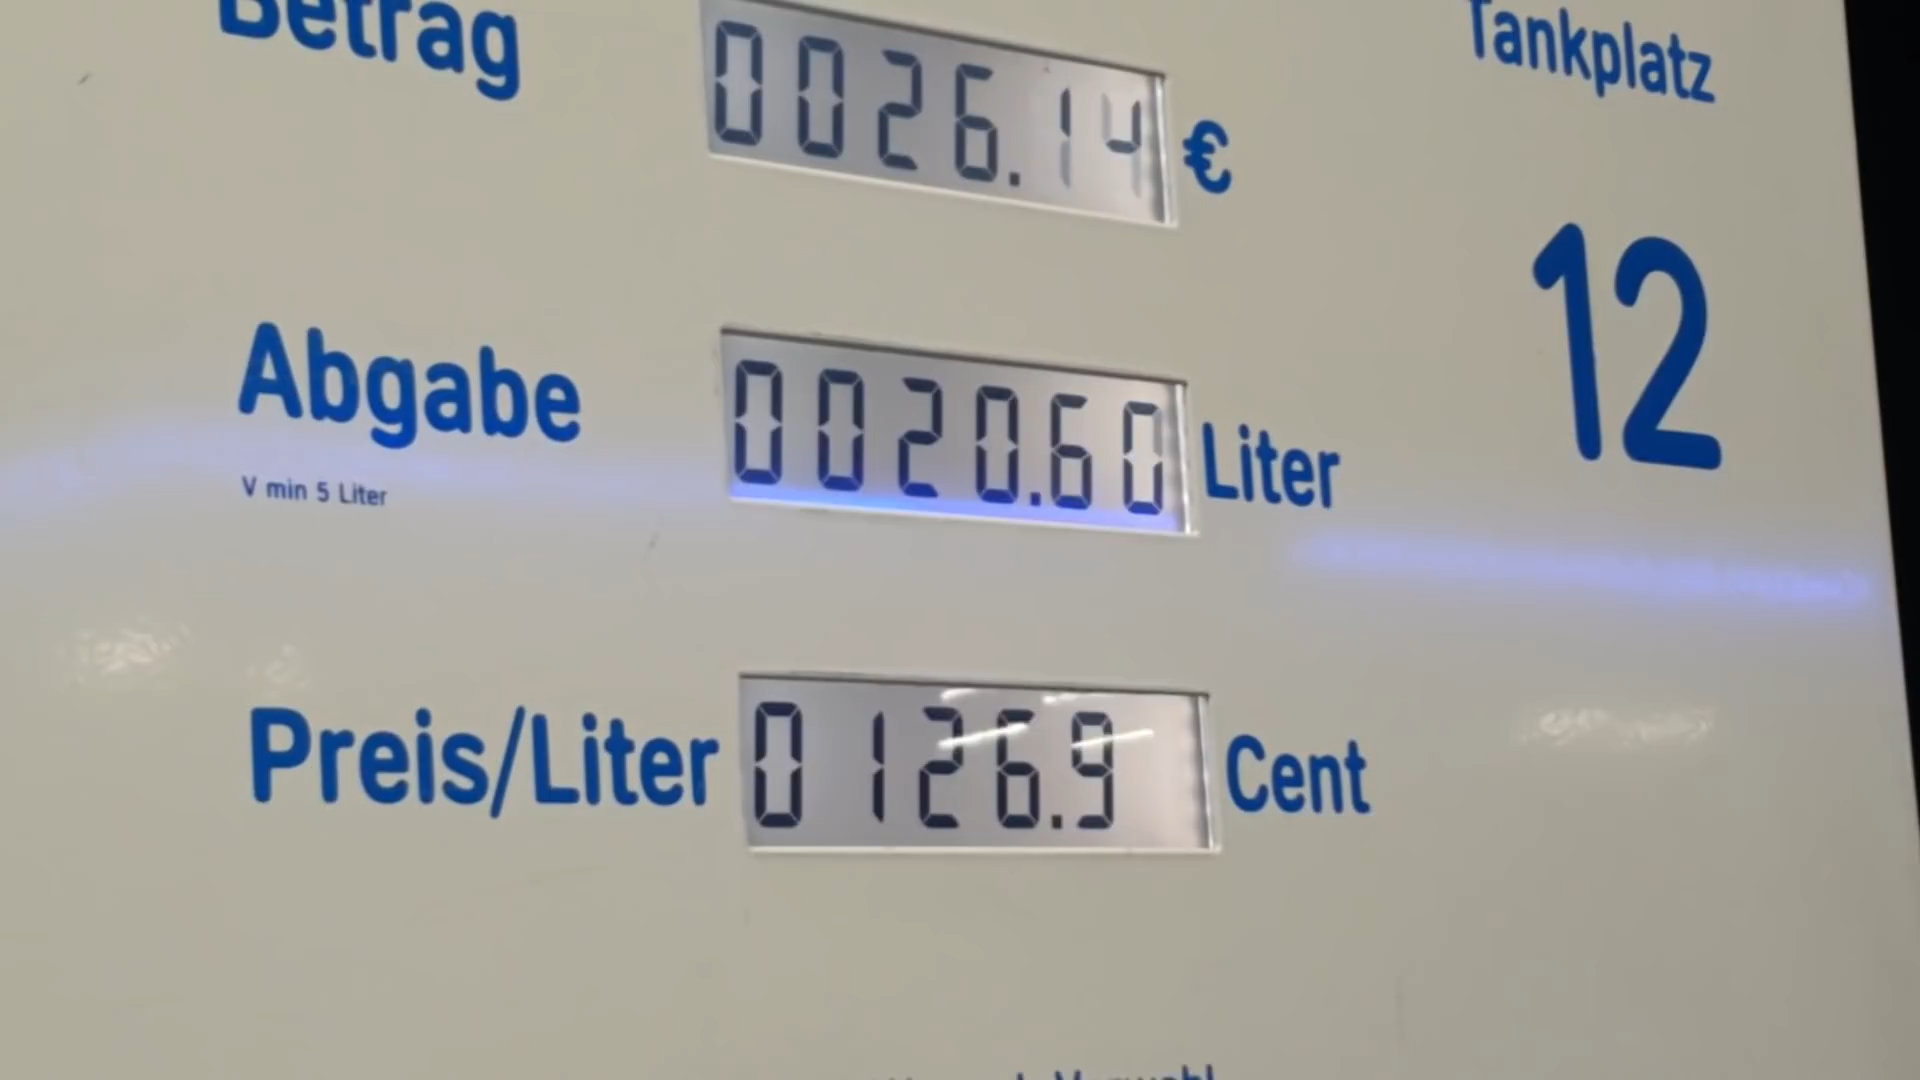 Betrag 0026.14 €
Tankplatz
12
Abgabe 0020.60 Liter
V min 5 Liter
Preis/Liter 0126.9 Cent